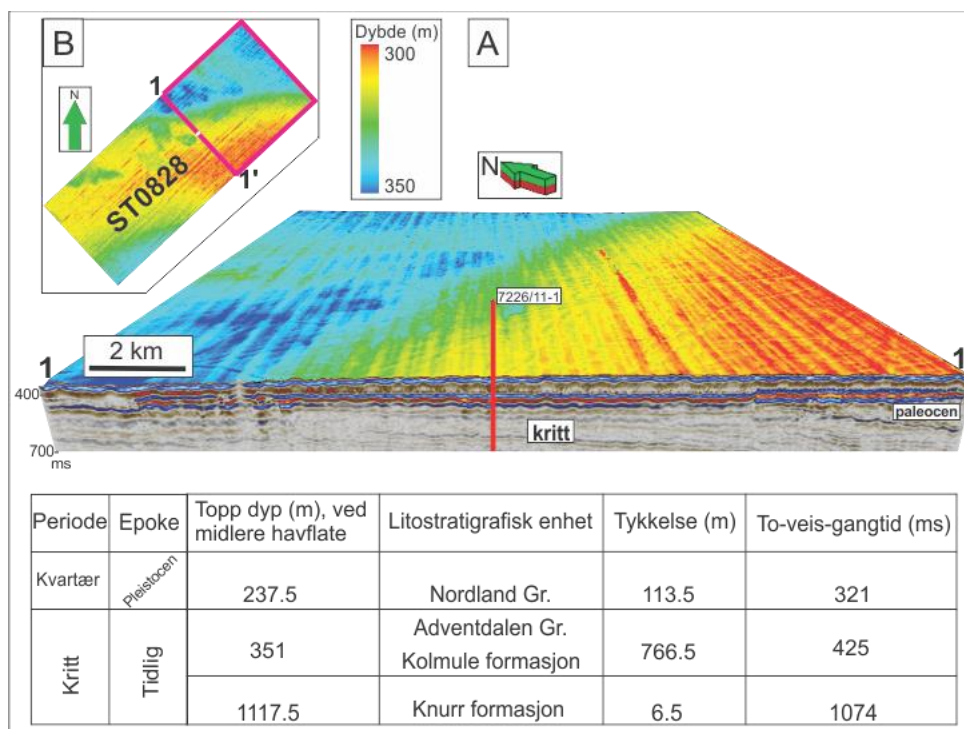 B
N
1
ST0828
1'
Dybde (m)
300
350
A
N
7226/11-1
2 km
1
1
400
paleocen
kritt
700
ms
Periode
Epoke
Topp dyp (m), ved
midlere havflate
Litostratigrafisk enhet
Tykkelse (m)
To-veis-gangtid (ms)
Kvartær
Pleistocen
237.5
Nordland Gr.
113.5
321
Kritt
Tidlig
351
Adventdalen Gr.
Kolmule formasjon
766.5
425
1117.5
Knurr formasjon
6.5
1074